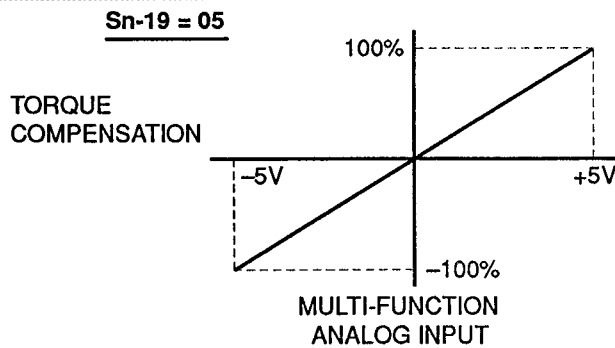 Sn-19 = 05
100%
TORQUE
COMPENSATION
–5V
+5V
–100%
MULTI-FUNCTION
ANALOG INPUT